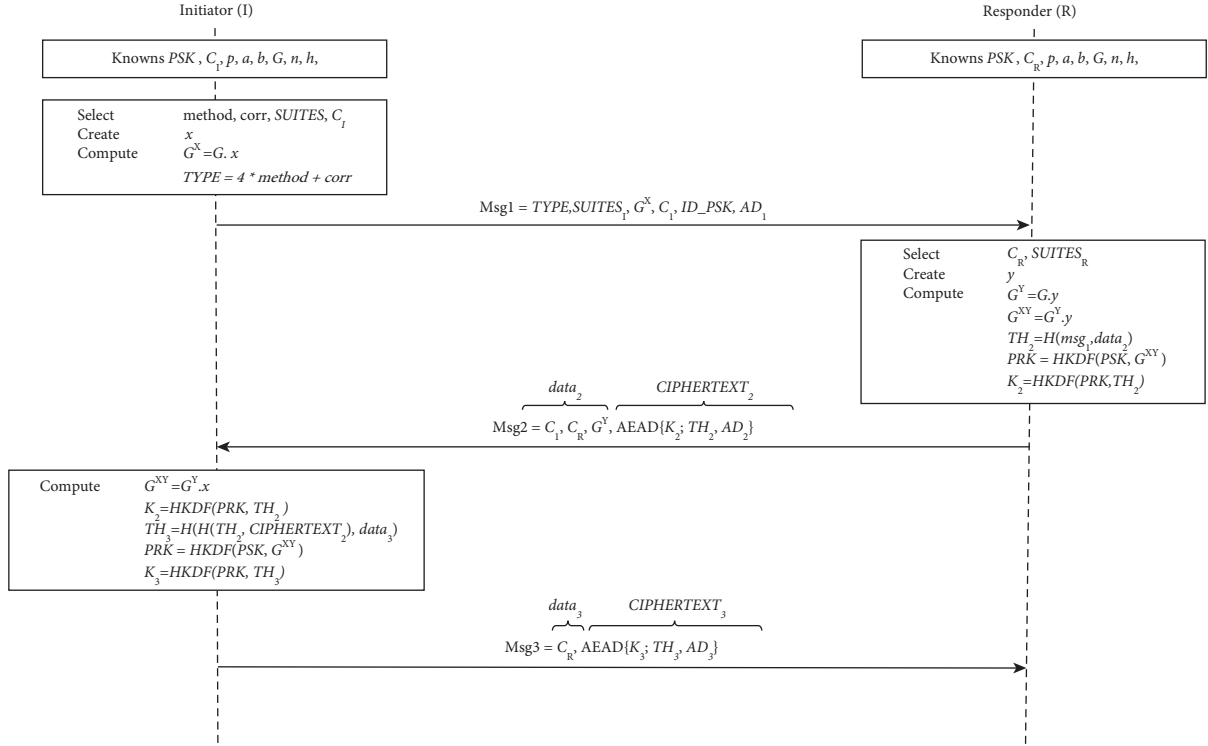 Initiator (I)
Responder (R)
Knowns PSK , C_I, p, a, b, G, n, h,
Knowns PSK, C_R, p, a, b, G, n, h,
Select method, corr, SUITES, C_I
Create x
Compute G^X =G. x
TYPE = 4 * method + corr
Msg1 = TYPE,SUITES_I, G^X, C_1, ID_PSK, AD_1
Select C_R, SUITES_R
Create y
Compute G^Y =G.y
G^XY=G^Y.y
TH_2=H(msg_1,data_2)
PRK = HKDF(PSK, G^XY)
K_2=HKDF(PRK,TH_2)
data_2 CIPHERTEXT_2
Msg2 = C_1, C_R, G^Y, AEAD{K_2; TH_2, AD_2}
Compute G^XY=G^Y.x
K_2=HKDF(PRK, TH_2)
TH_3=H(H(TH_2, CIPHERTEXT_2), data_3)
PRK = HKDF(PSK, G^XY)
K_3=HKDF(PRK, TH_3)
data_3 CIPHERTEXT_3
Msg3 = C_R, AEAD{K_3; TH_3, AD_3}